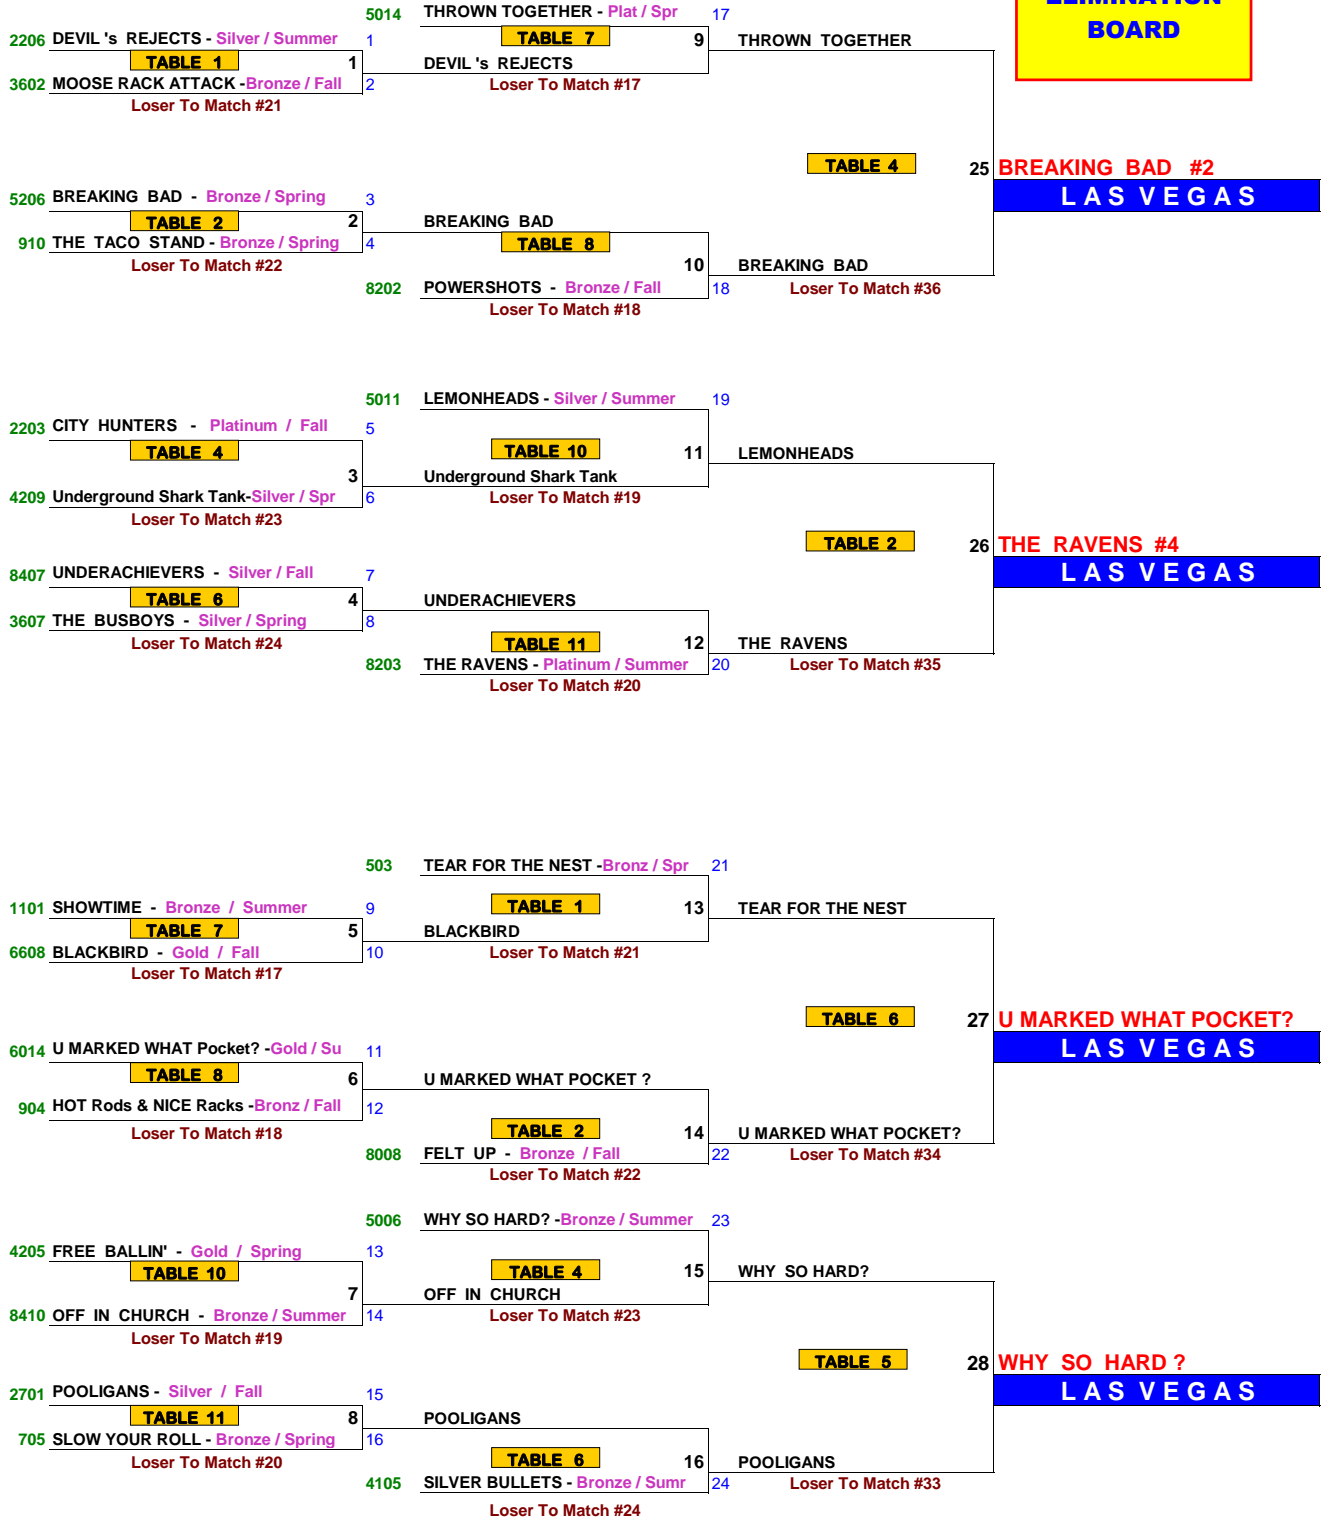 ELIMINATION
BOARD
5014 THROWN TOGETHER - Plat / Spr 17
2206 DEVIL 's REJECTS - Silver / Summer 1
TABLE 7 9 THROWN TOGETHER
TABLE 1 1 DEVIL 's REJECTS
3602 MOOSE RACK ATTACK -Bronze / Fall 2 Loser To Match #17
Loser To Match #21
TABLE 4 25 BREAKING BAD #2
LAS VEGAS
5206 BREAKING BAD - Bronze / Spring 3
TABLE 2 2 BREAKING BAD
910 THE TACO STAND - Bronze / Spring 4 TABLE 8
Loser To Match #22 10 BREAKING BAD
8202 POWERSHOTS - Bronze / Fall 18 Loser To Match #36
Loser To Match #18
5011 LEMONHEADS - Silver / Summer 19
2203 CITY HUNTERS - Platinum / Fall 5
TABLE 4 TABLE 10 11 LEMONHEADS
3 Underground Shark Tank
4209 Underground Shark Tank-Silver / Spr 6 Loser To Match #19
Loser To Match #23
TABLE 2 26 THE RAVENS #4
LAS VEGAS
8407 UNDERACHIEVERS - Silver / Fall 7
TABLE 6 4 UNDERACHIEVERS
3607 THE BUSBOYS - Silver / Spring 8
Loser To Match #24 TABLE 11 12 THE RAVENS
8203 THE RAVENS - Platinum / Summer 20 Loser To Match #35
Loser To Match #20
503 TEAR FOR THE NEST -Bronz / Spr 21
1101 SHOWTIME - Bronze / Summer 9 TABLE 1 13 TEAR FOR THE NEST
TABLE 7 5 BLACKBIRD
6608 BLACKBIRD - Gold / Fall 10 Loser To Match #21
Loser To Match #17
TABLE 6 27 U MARKED WHAT POCKET?
LAS VEGAS
6014 U MARKED WHAT Pocket? -Gold / Su 11
TABLE 8 6 U MARKED WHAT POCKET ?
904 HOT Rods & NICE Racks -Bronz / Fall 12
Loser To Match #18 TABLE 2 14 U MARKED WHAT POCKET?
8008 FELT UP - Bronze / Fall 22 Loser To Match #34
Loser To Match #22
5006 WHY SO HARD? -Bronze / Summer 23
4205 FREE BALLIN' - Gold / Spring 13
TABLE 10 TABLE 4 15 WHY SO HARD?
7 OFF IN CHURCH
8410 OFF IN CHURCH - Bronze / Summer 14 Loser To Match #23
Loser To Match #19
TABLE 5 28 WHY SO HARD ?
LAS VEGAS
2701 POOLIGANS - Silver / Fall 15
TABLE 11 8 POOLIGANS
705 SLOW YOUR ROLL - Bronze / Spring 16
Loser To Match #20 TABLE 6 16 POOLIGANS
4105 SILVER BULLETS - Bronze / Sumr 24 Loser To Match #33
Loser To Match #24